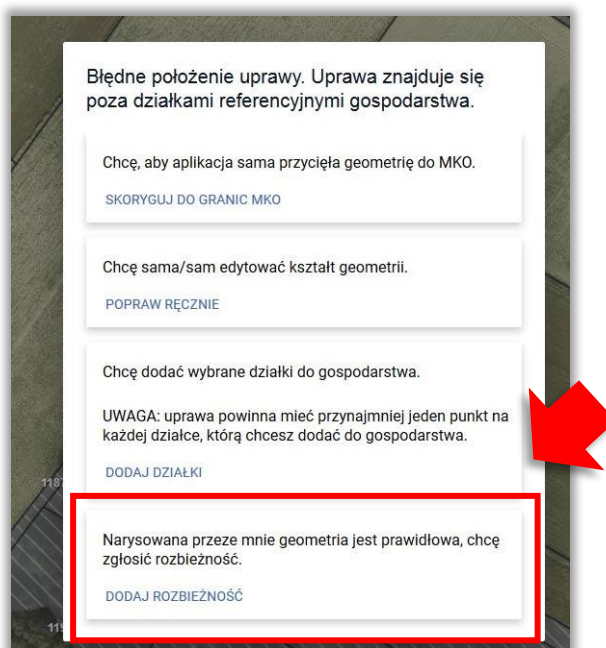 Błędne położenie uprawy. Uprawa znajduje się
poza działkami referencyjnymi gospodarstwa.
Chcę, aby aplikacja sama przycięła geometrię do MKO.
SKORYGUJ DO GRANIC MKO
Chcę sama/sam edytować kształt geometrii.
POPRAW RĘCZNIE
Chcę dodać wybrane działki do gospodarstwa.
UWAGA: uprawa powinna mieć przynajmniej jeden punkt na
każdej działce, którą chcesz dodać do gospodarstwa.
DODAJ DZIAŁKI
Narysowana przeze mnie geometria jest prawidłowa, chcę
zgłosić rozbieżność.
DODAJ ROZBIEŻNOŚĆ